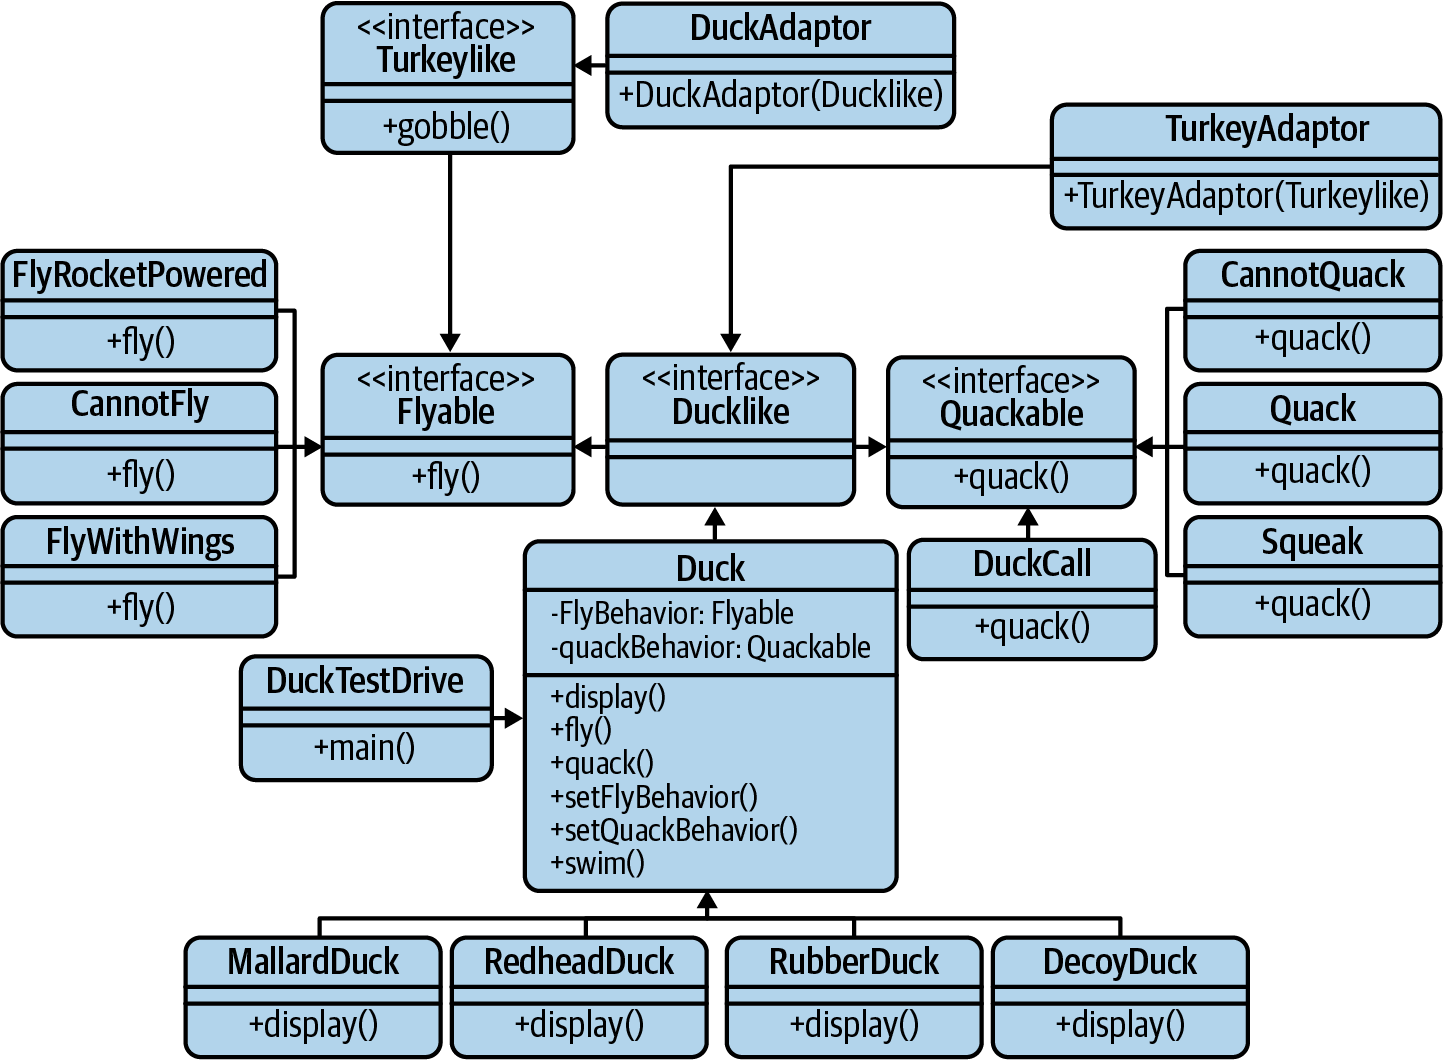 <<interface>>
Turkeylike
+gobble()
DuckAdaptor
+DuckAdaptor(Ducklike)
TurkeyAdaptor
+TurkeyAdaptor(Turkeylike)
FlyRocketPowered
+fly()
CannotFly
+fly()
FlyWithWings
+fly()
<<interface>>
Flyable
+fly()
<<interface>>
Ducklike
<<interface>>
Quackable
+quack()
CannotQuack
+quack()
Quack
+quack()
Squeak
+quack()
DuckCall
+quack()
Duck
-FlyBehavior: Flyable
-quackBehavior: Quackable
+display()
+fly()
+quack()
+setFlyBehavior()
+setQuackBehavior()
+swim()
DuckTestDrive
+main()
MallardDuck
+display()
RedheadDuck
+display()
RubberDuck
+display()
DecoyDuck
+display()